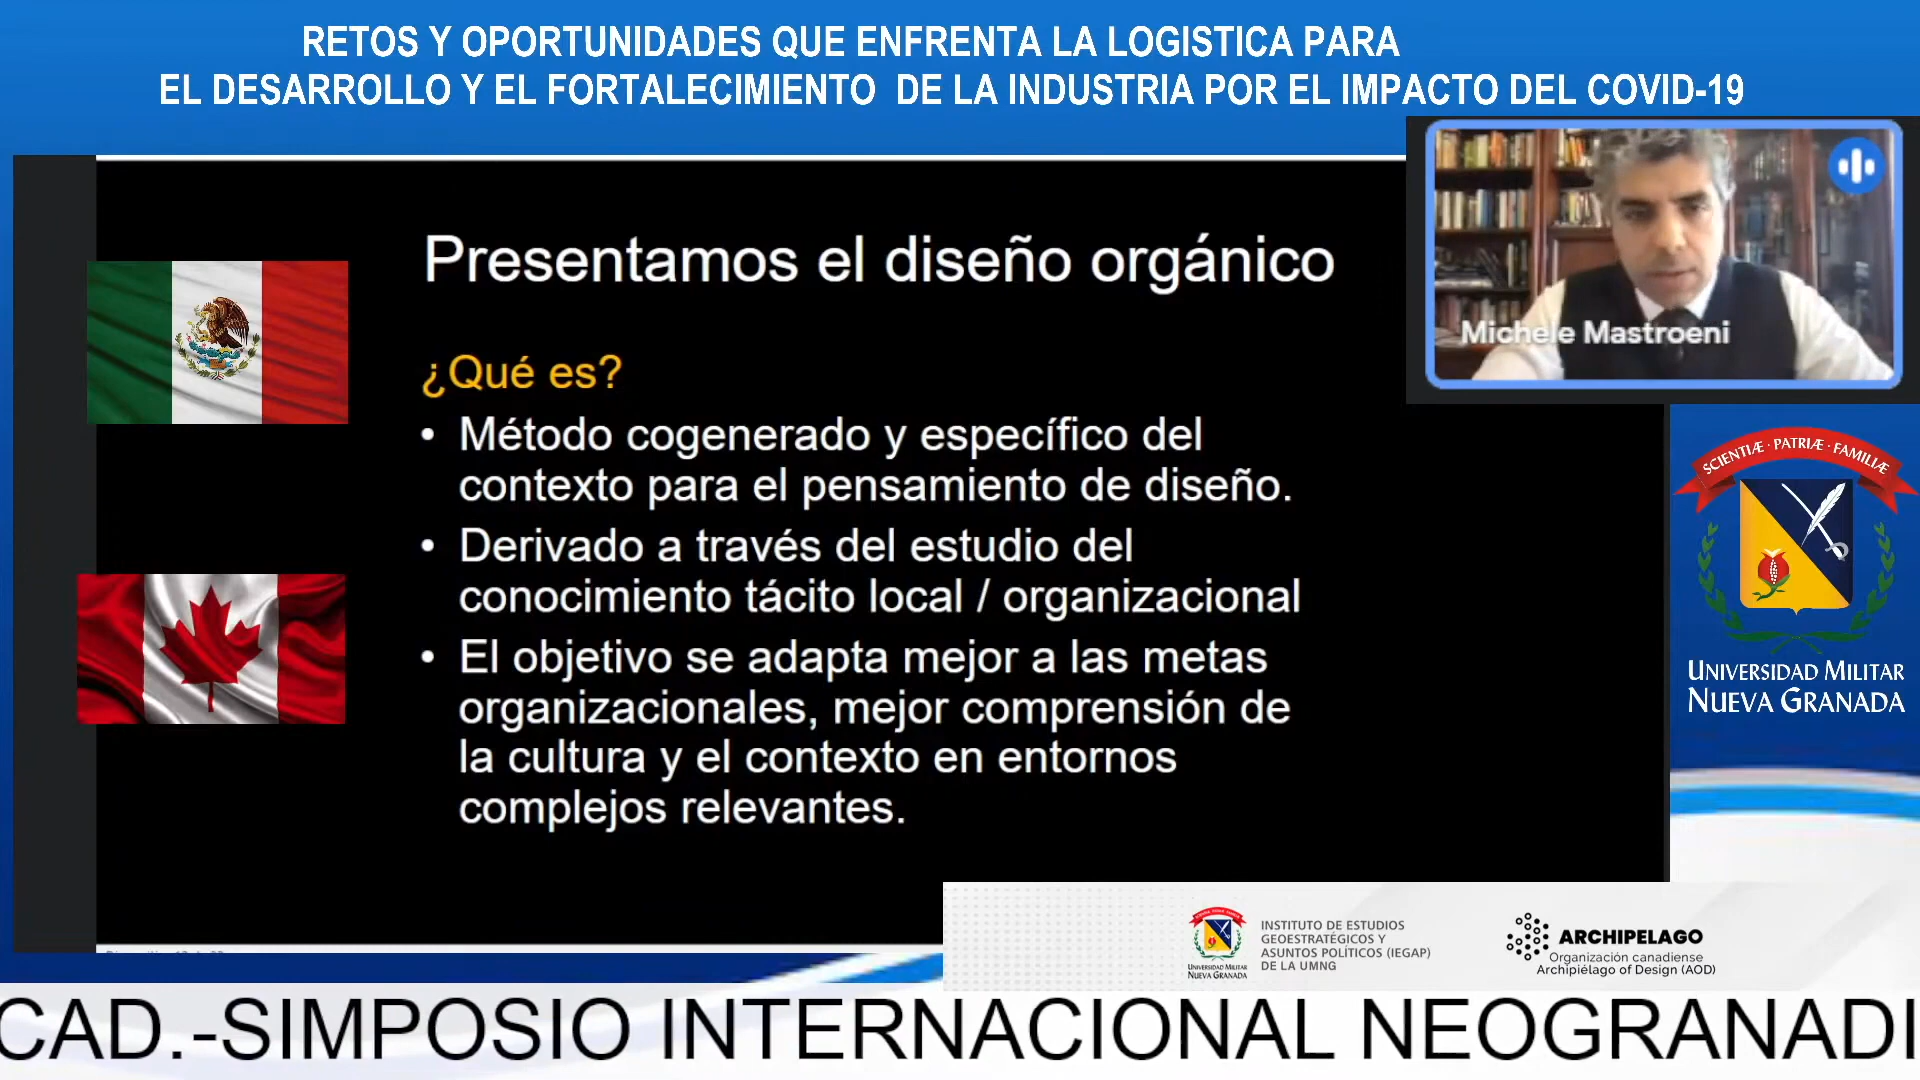 RETOS Y OPORTUNIDADES QUE ENFRENTA LA LOGISTICA PARA
EL DESARROLLO Y EL FORTALECIMIENTO DE LA INDUSTRIA POR EL IMPACTO DEL COVID-19
Michele Mastroeni
Presentamos el diseño orgánico
¿Qué es?
• Método cogenerado y específico del
contexto para el pensamiento de diseño.
• Derivado a través del estudio del
conocimiento tácito local / organizacional
• El objetivo se adapta mejor a las metas
organizacionales, mejor comprensión de
la cultura y el contexto en entornos
complejos relevantes.
SCIENTIÆ · PATRIÆ · FAMILIÆ
UNIVERSIDAD MILITAR
NUEVA GRANADA
UNIVERSIDAD MILITAR
NUEVA GRANADA
INSTITUTO DE ESTUDIOS
GEOESTRATÉGICOS Y
ASUNTOS POLÍTICOS (IEGAP)
DE LA UMNG
ARCHIPELAGO
Organización canadiense
Archipiélago of Design (AOD)
CAD.-SIMPOSIO INTERNACIONAL NEOGRANADI